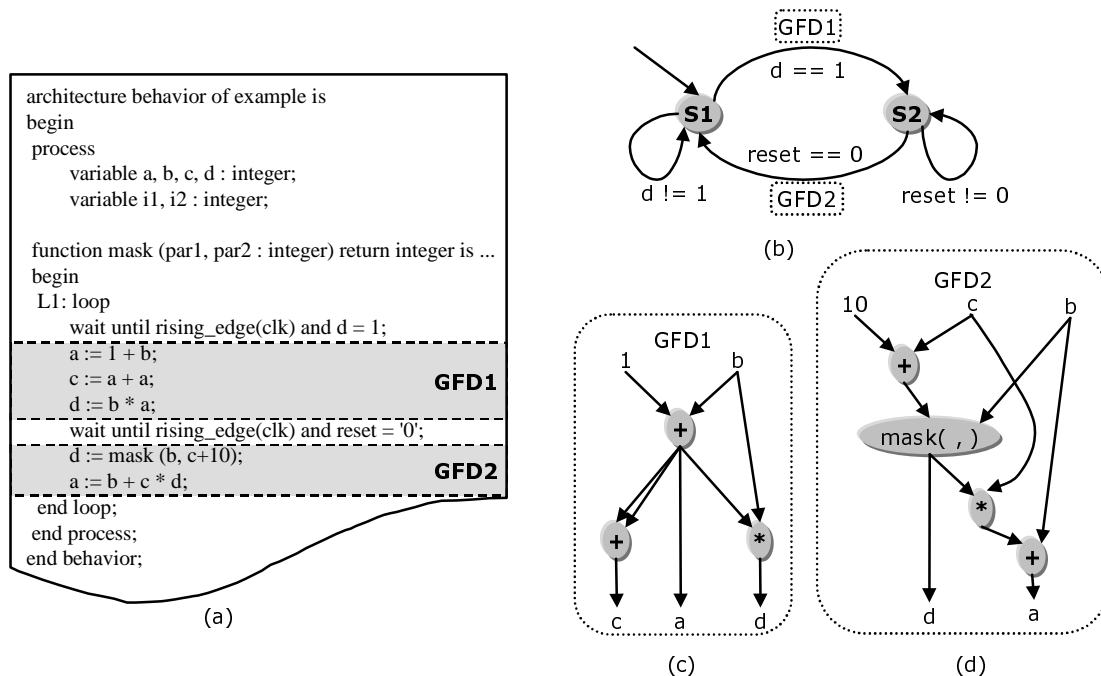 architecture behavior of example is
begin
process
variable a, b, c, d : integer;
variable i1, i2 : integer;
function mask (par1, par2 : integer) return integer is ...
begin
L1: loop
wait until rising_edge(clk) and d = 1;
a := 1 + b;
c := a + a;
d := b * a;
GFD1
wait until rising_edge(clk) and reset = '0';
d := mask (b, c+10);
a := b + c * d;
GFD2
end loop;
end process;
end behavior;
(a)
GFD1
d == 1
S1
S2
reset == 0
d != 1
GFD2
reset != 0
(b)
GFD1
1
b
+
+
*
c
a
d
(c)
GFD2
10
c
b
+
mask( , )
*
+
d
a
(d)